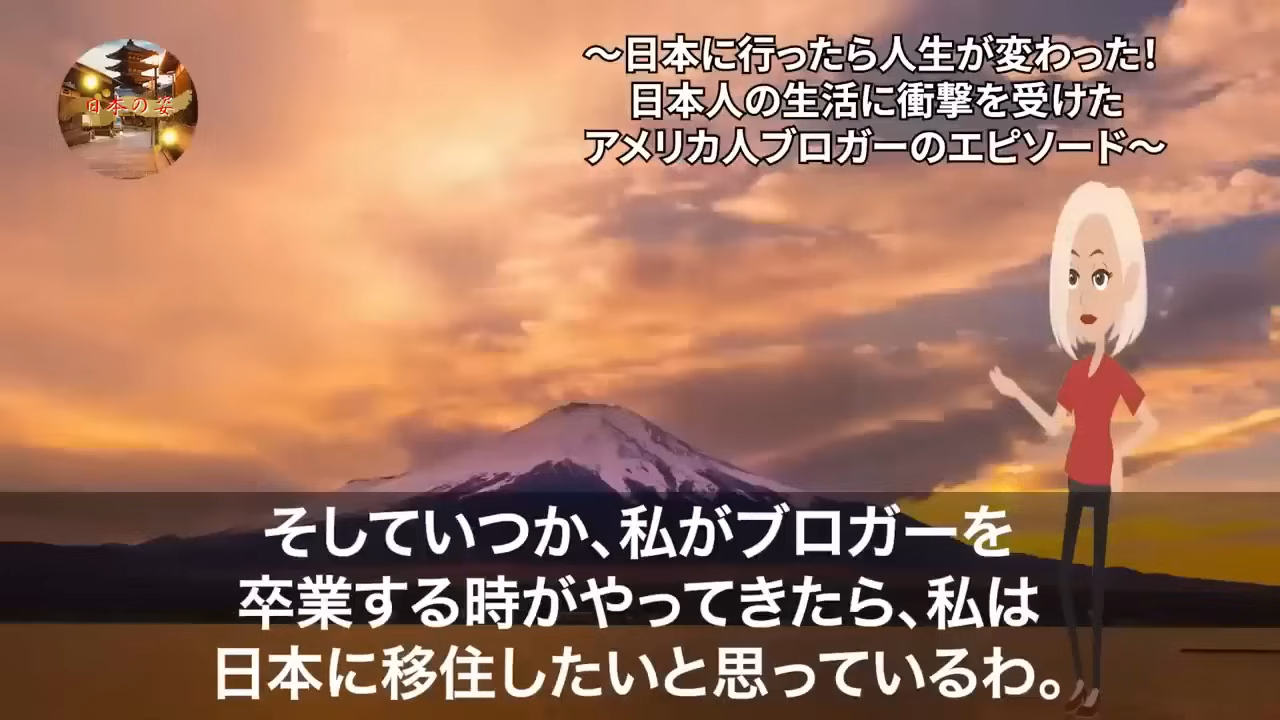 日本の姿
〜日本に行ったら人生が変わった!
日本人の生活に衝撃を受けた
アメリカ人ブロガーのエピソード〜
そしていつか、私がブロガーを
卒業する時がやってきたら、私は
日本に移住したいと思っているわ。